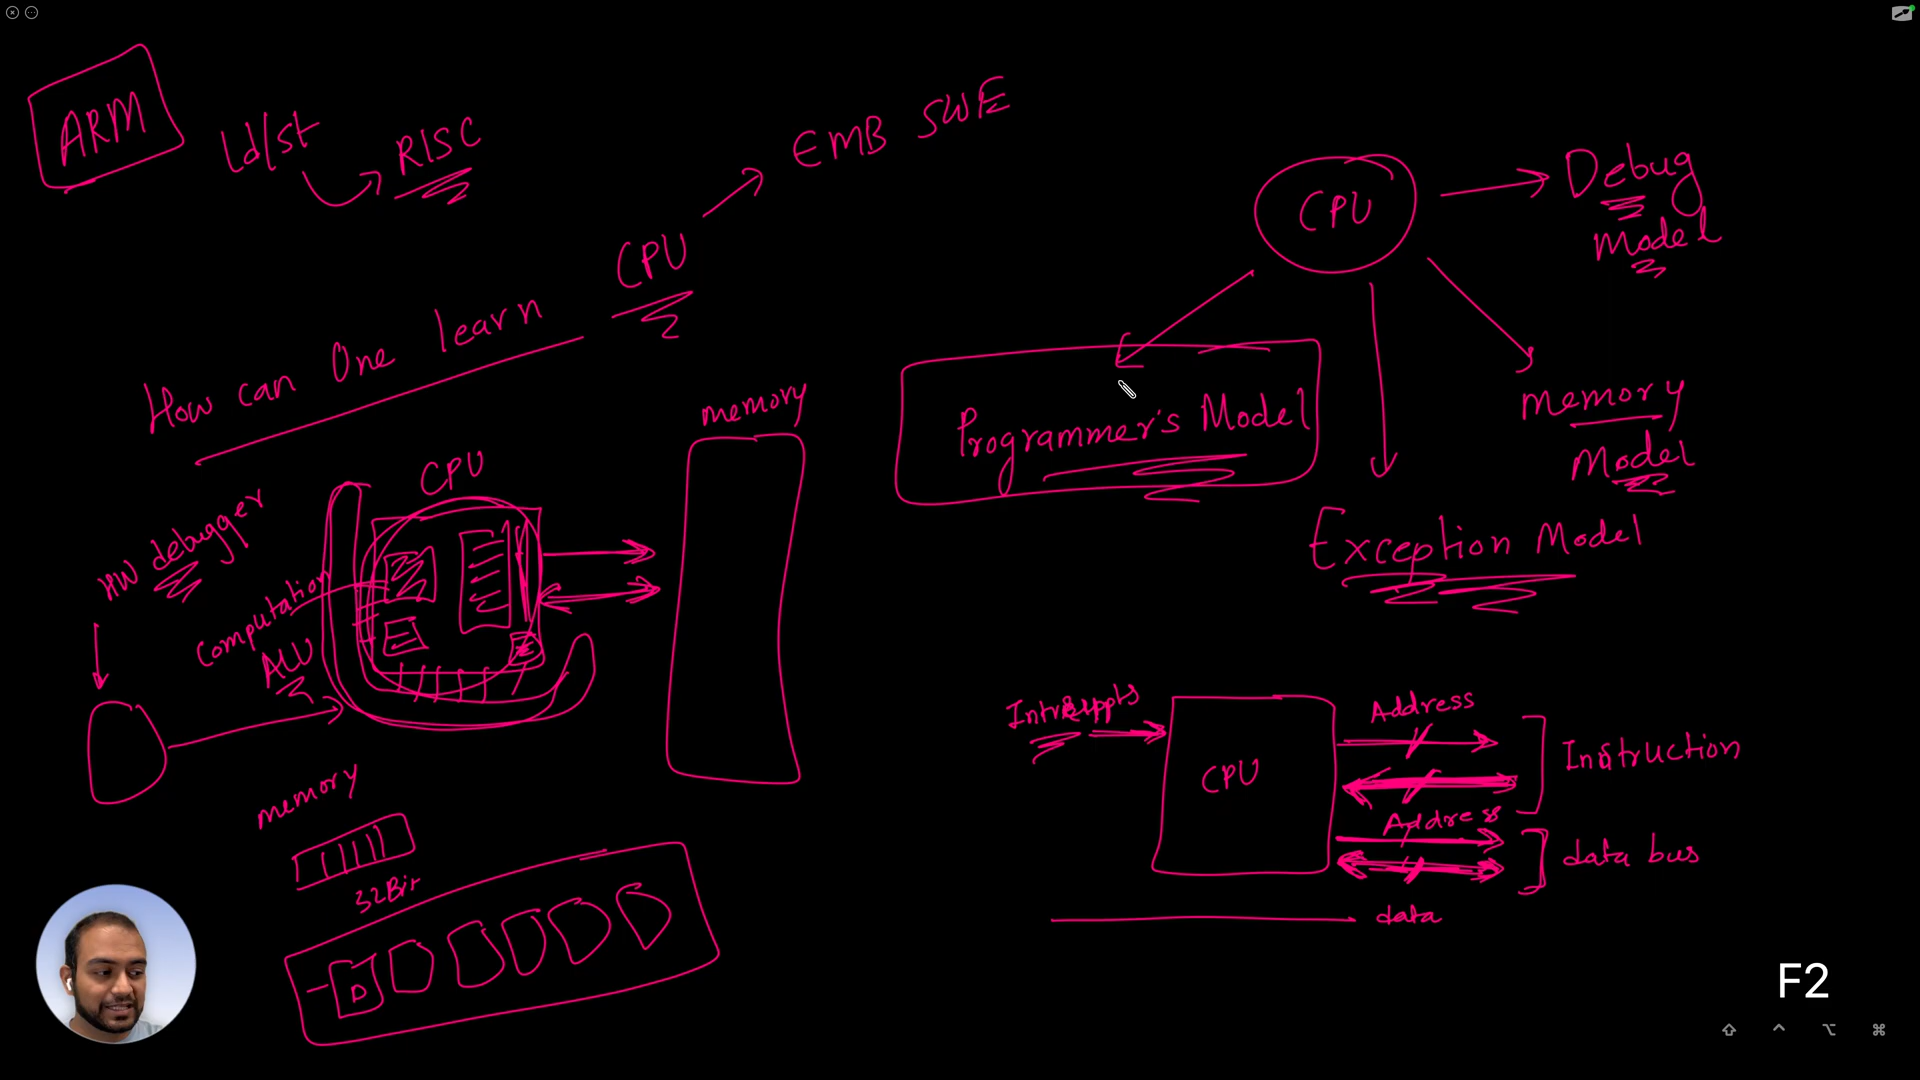 ARM
ld/st
RISC
EMB SWE
CPU
How can One learn
CPU
Debug
Model
Programmer's Model
memory
Model
Exception Model
memory
CPU
HW debugger
Computation
ALU
memory
32Bit
D
CPU
Address
Instruction
Address
data bus
data
F2